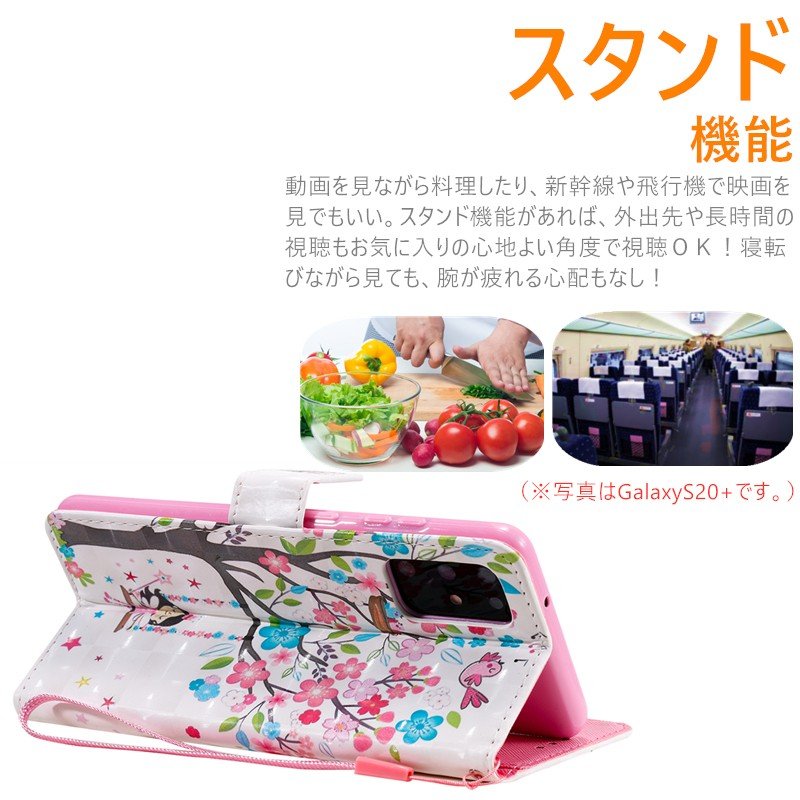 スタンド
機能
動画を見ながら料理したり、新幹線や飛行機で映画を
見でもいい。スタンド機能があれば、外出先や長時間の
視聴もお気に入りの心地よい角度で視聴ＯＫ！寝転
びながら見ても、腕が疲れる心配もなし！
（※写真はGalaxyS20+です。）